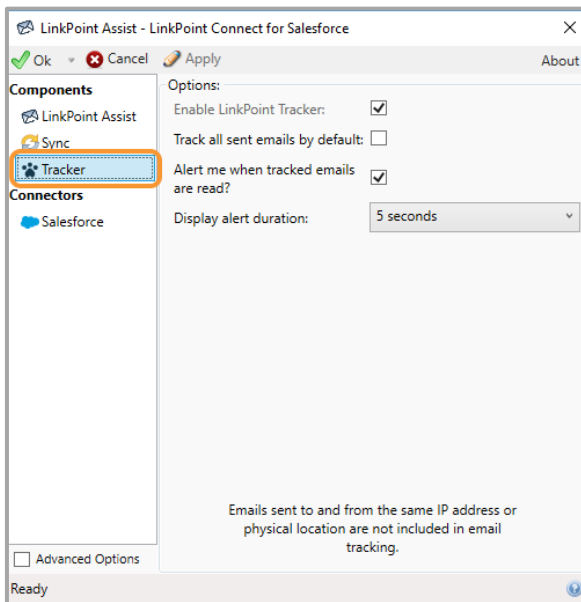 LinkPoint Assist - LinkPoint Connect for Salesforce
Ok Cancel Apply About
Components
LinkPoint Assist
Sync
Tracker
Connectors
Salesforce
Options:
Enable LinkPoint Tracker:
Track all sent emails by default:
Alert me when tracked emails
are read?
Display alert duration: 5 seconds
Emails sent to and from the same IP address or
physical location are not included in email
tracking.
Advanced Options
Ready